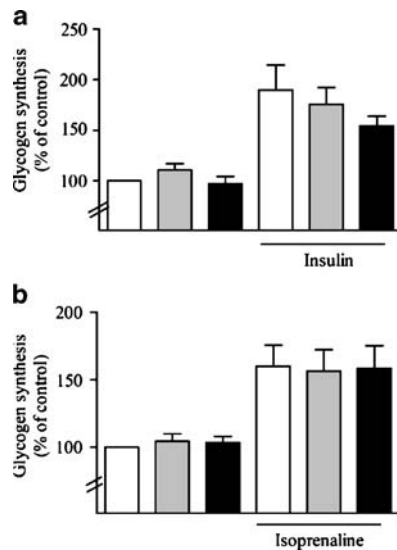 a
Glycogen synthesis
(% of control)
250
200
150
100
Insulin
b
Glycogen synthesis
(% of control)
200
150
100
Isoprenaline